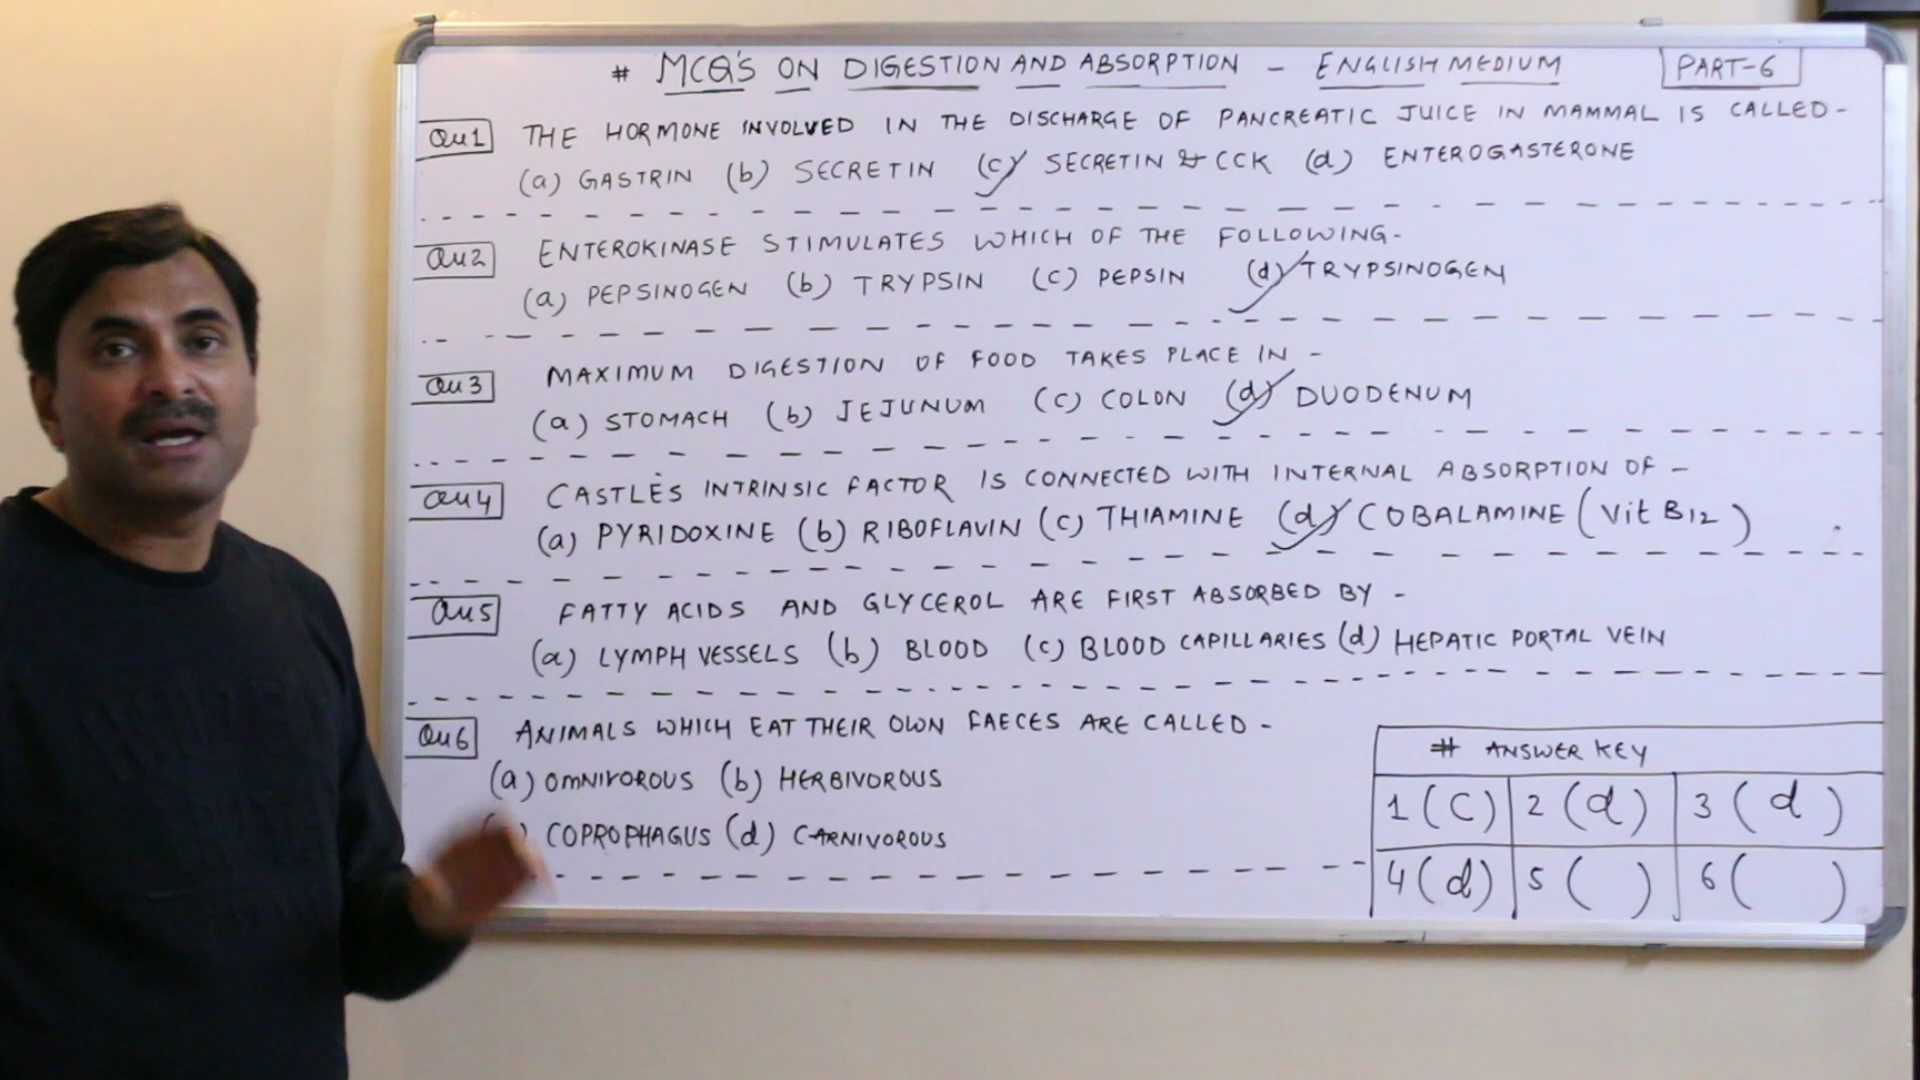 # MCQ'S ON DIGESTION AND ABSORPTION - ENGLISH MEDIUM PART-6
Qu1 THE HORMONE INVOLVED IN THE DISCHARGE OF PANCREATIC JUICE IN MAMMAL IS CALLED-
(a) GASTRIN (b) SECRETIN (c) SECRETIN & CCK (d) ENTEROGASTERONE
Qu2 ENTEROKINASE STIMULATES WHICH OF THE FOLLOWING-
(a) PEPSINOGEN (b) TRYPSIN (c) PEPSIN (d) TRYPSINOGEN
Qu3 MAXIMUM DIGESTION OF FOOD TAKES PLACE IN -
(a) STOMACH (b) JEJUNUM (c) COLON (d) DUODENUM
Qu4 CASTLE'S INTRINSIC FACTOR IS CONNECTED WITH INTERNAL ABSORPTION OF -
(a) PYRIDOXINE (b) RIBOFLAVIN (c) THIAMINE (d) COBALAMINE (Vit B12)
Qu5 FATTY ACIDS AND GLYCEROL ARE FIRST ABSORBED BY -
(a) LYMPH VESSELS (b) BLOOD (c) BLOOD CAPILLARIES (d) HEPATIC PORTAL VEIN
Qu6 ANIMALS WHICH EAT THEIR OWN FAECES ARE CALLED -
(a) OMNIVOROUS (b) HERBIVOROUS
COPROPHAGUS (d) CARNIVOROUS
# ANSWER KEY
1 (C) 2 (d) 3 (d)
4 (d) 5 ( ) 6 ( )